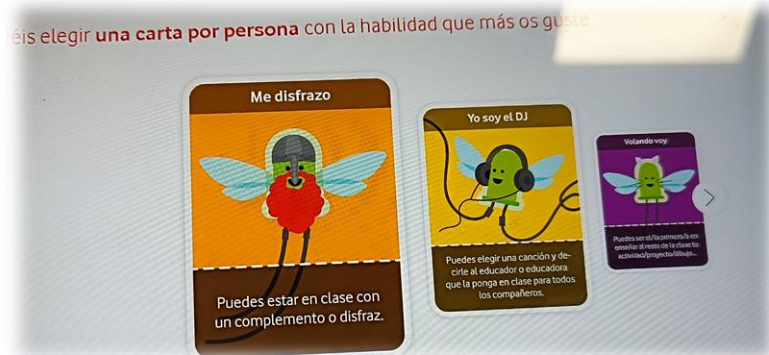 éis elegir una carta por persona con la habilidad que más os guste
Me disfrazo
Puedes estar en clase con
un complemento o disfraz.
Yo soy el DJ
Puedes elegir una canción y de-
cirle al educador o educadora
que la ponga en clase para todos
los compañeros.
Volando voy
Puedes ser el/la primero/a en
enseñar al resto de la clase tu
actividad/proyecto/dibujo...